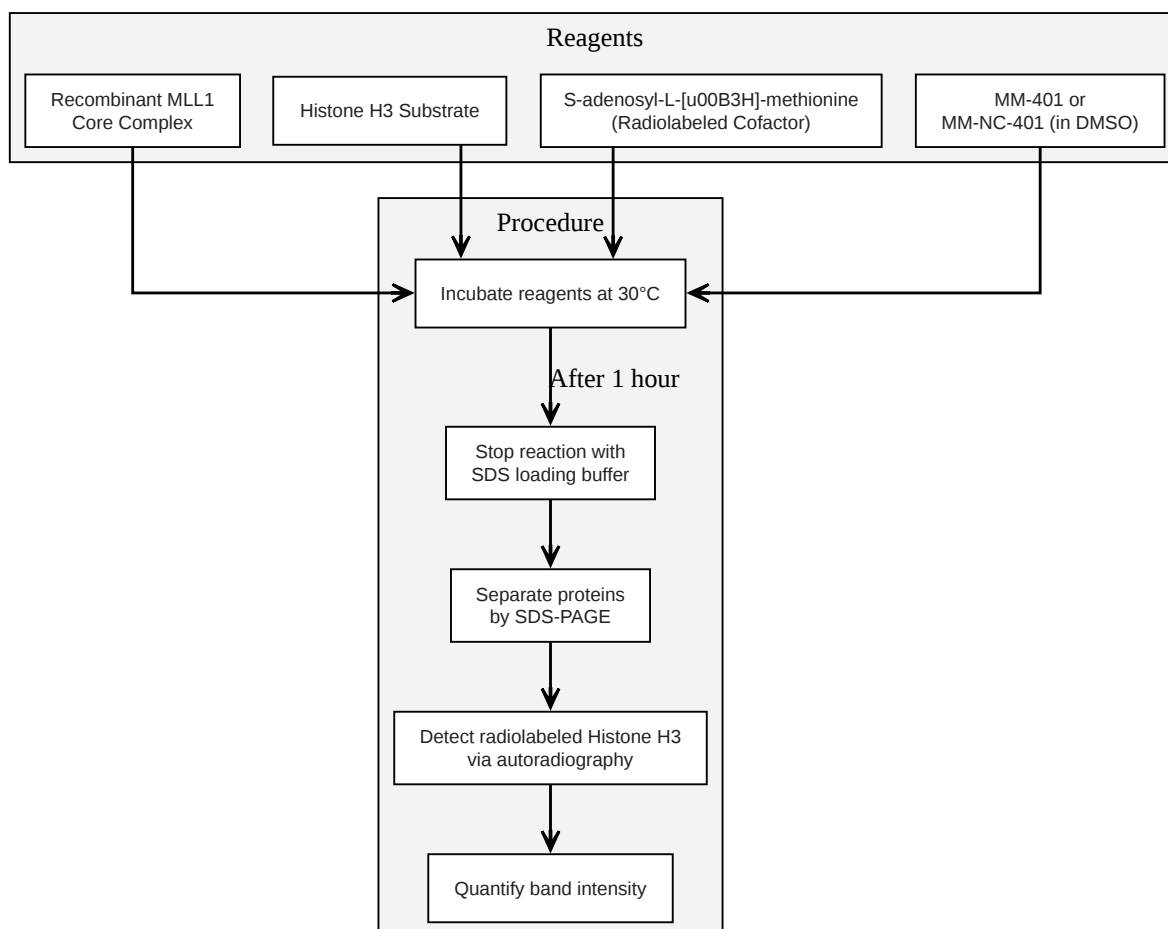 Reagents
Recombinant MLL1
Core Complex
Histone H3 Substrate
S-adenosyl-L-[u00B3H]-methionine
(Radiolabeled Cofactor)
MM-401 or
MM-NC-401 (in DMSO)
Procedure
Incubate reagents at 30°C
After 1 hour
Stop reaction with
SDS loading buffer
Separate proteins
by SDS-PAGE
Detect radiolabeled Histone H3
via autoradiography
Quantify band intensity